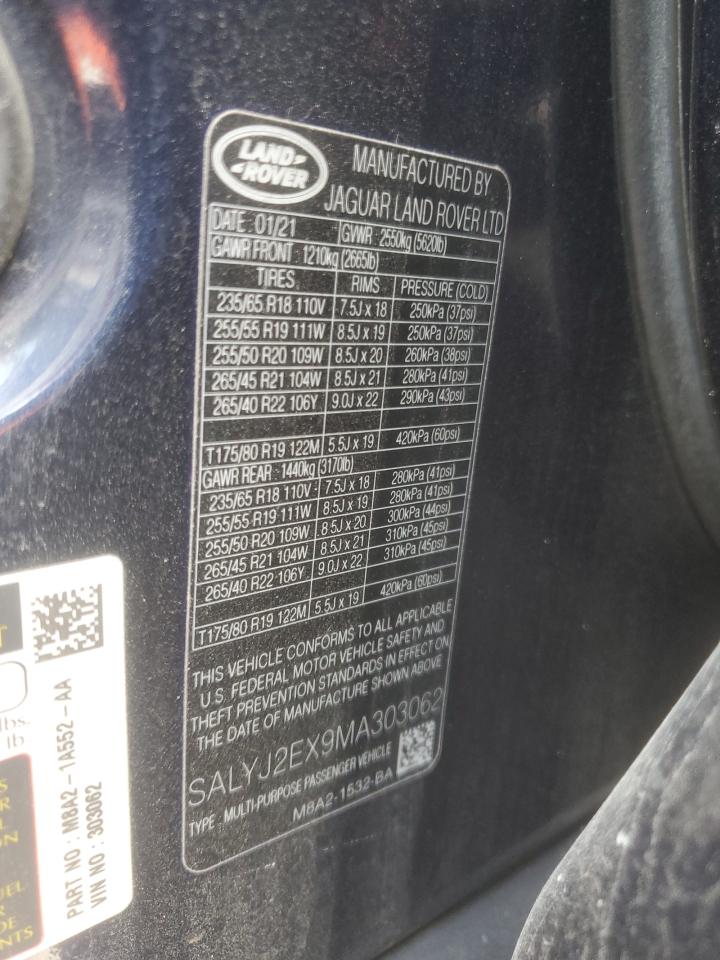 LAND-
-ROVER
MANUFACTURED BY
JAGUAR LAND ROVER LTD
DATE : 01/21 GVWR : 2550kg (5620lb)
GAWR FRONT : 1210kg (2665lb)
TIRES RIMS PRESSURE (COLD)
235/65 R18 110V 7.5J x 18 250kPa (37psi)
255/55 R19 111W 8.5J x 19 250kPa (37psi)
255/50 R20 109W 8.5J x 20 260kPa (38psi)
265/45 R21 104W 8.5J x 21 280kPa (41psi)
265/40 R22 106Y 9.0J x 22 290kPa (43psi)
T175/80 R19 122M 5.5J x 19 420kPa (60psi)
GAWR REAR : 1440kg (3170lb)
235/65 R18 110V 7.5J x 18 280kPa (41psi)
255/55 R19 111W 8.5J x 19 280kPa (41psi)
255/50 R20 109W 8.5J x 20 300kPa (44psi)
265/45 R21 104W 8.5J x 21 310kPa (45psi)
265/40 R22 106Y 9.0J x 22 310kPa (45psi)
T175/80 R19 122M 5.5J x 19 420kPa (60psi)
THIS VEHICLE CONFORMS TO ALL APPLICABLE
U.S. FEDERAL MOTOR VEHICLE SAFETY AND
THEFT PREVENTION STANDARDS IN EFFECT ON
THE DATE OF MANUFACTURE SHOWN ABOVE
SALYJ2EX9MA303062
TYPE : MULTI-PURPOSE PASSENGER VEHICLE
M8A2-1532-BA
PART NO : M8A2-1A552-AA
VIN NO : 303062
lbs
lb